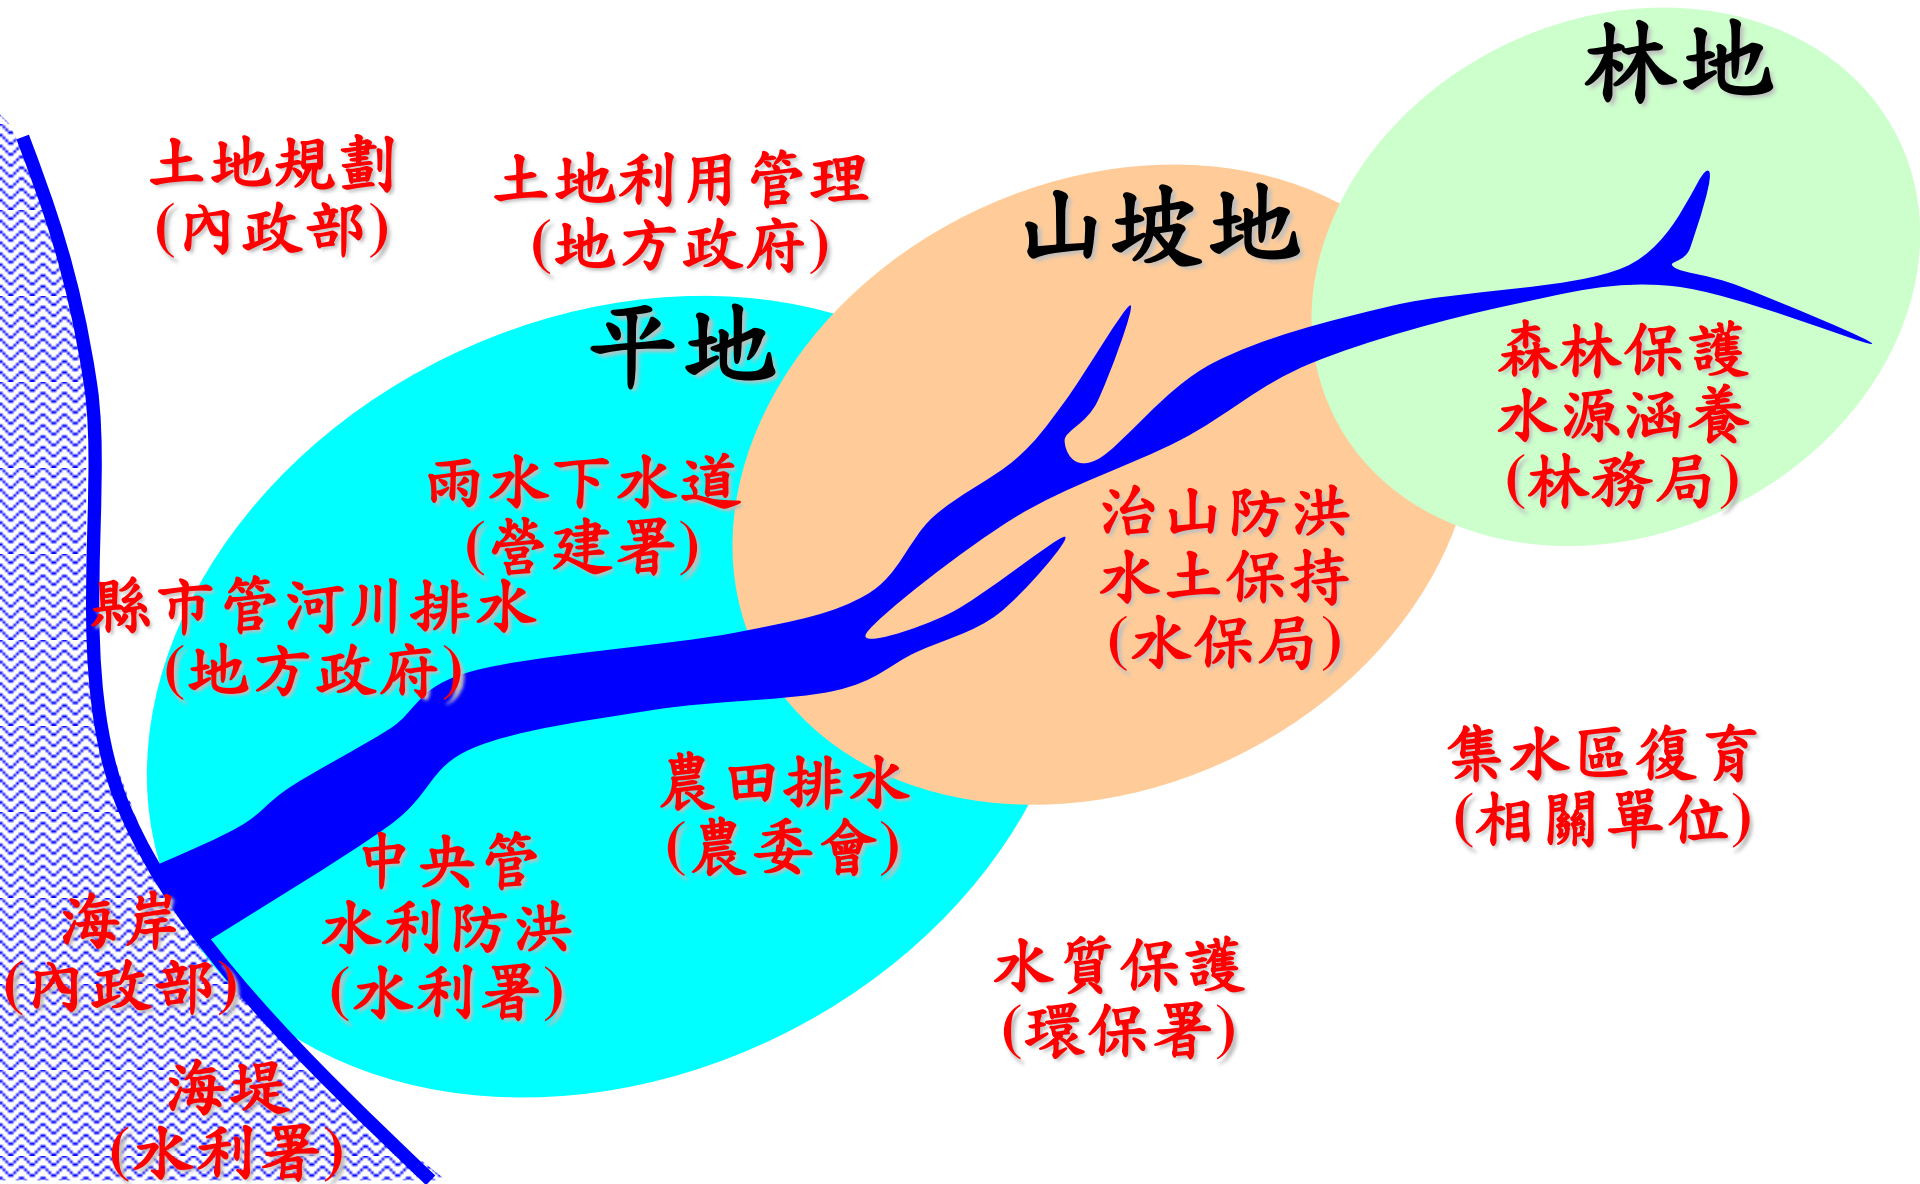 林地
土地規劃
(內政部)
土地利用管理
(地方政府)
山坡地
平地
森林保護
水源涵養
(林務局)
雨水下水道
(營建署)
治山防洪
水土保持
(水保局)
縣市管河川排水
(地方政府)
農田排水
(農委會)
集水區復育
(相關單位)
中央管
水利防洪
(水利署)
海岸
(內政部)
水質保護
(環保署)
海堤
(水利署)